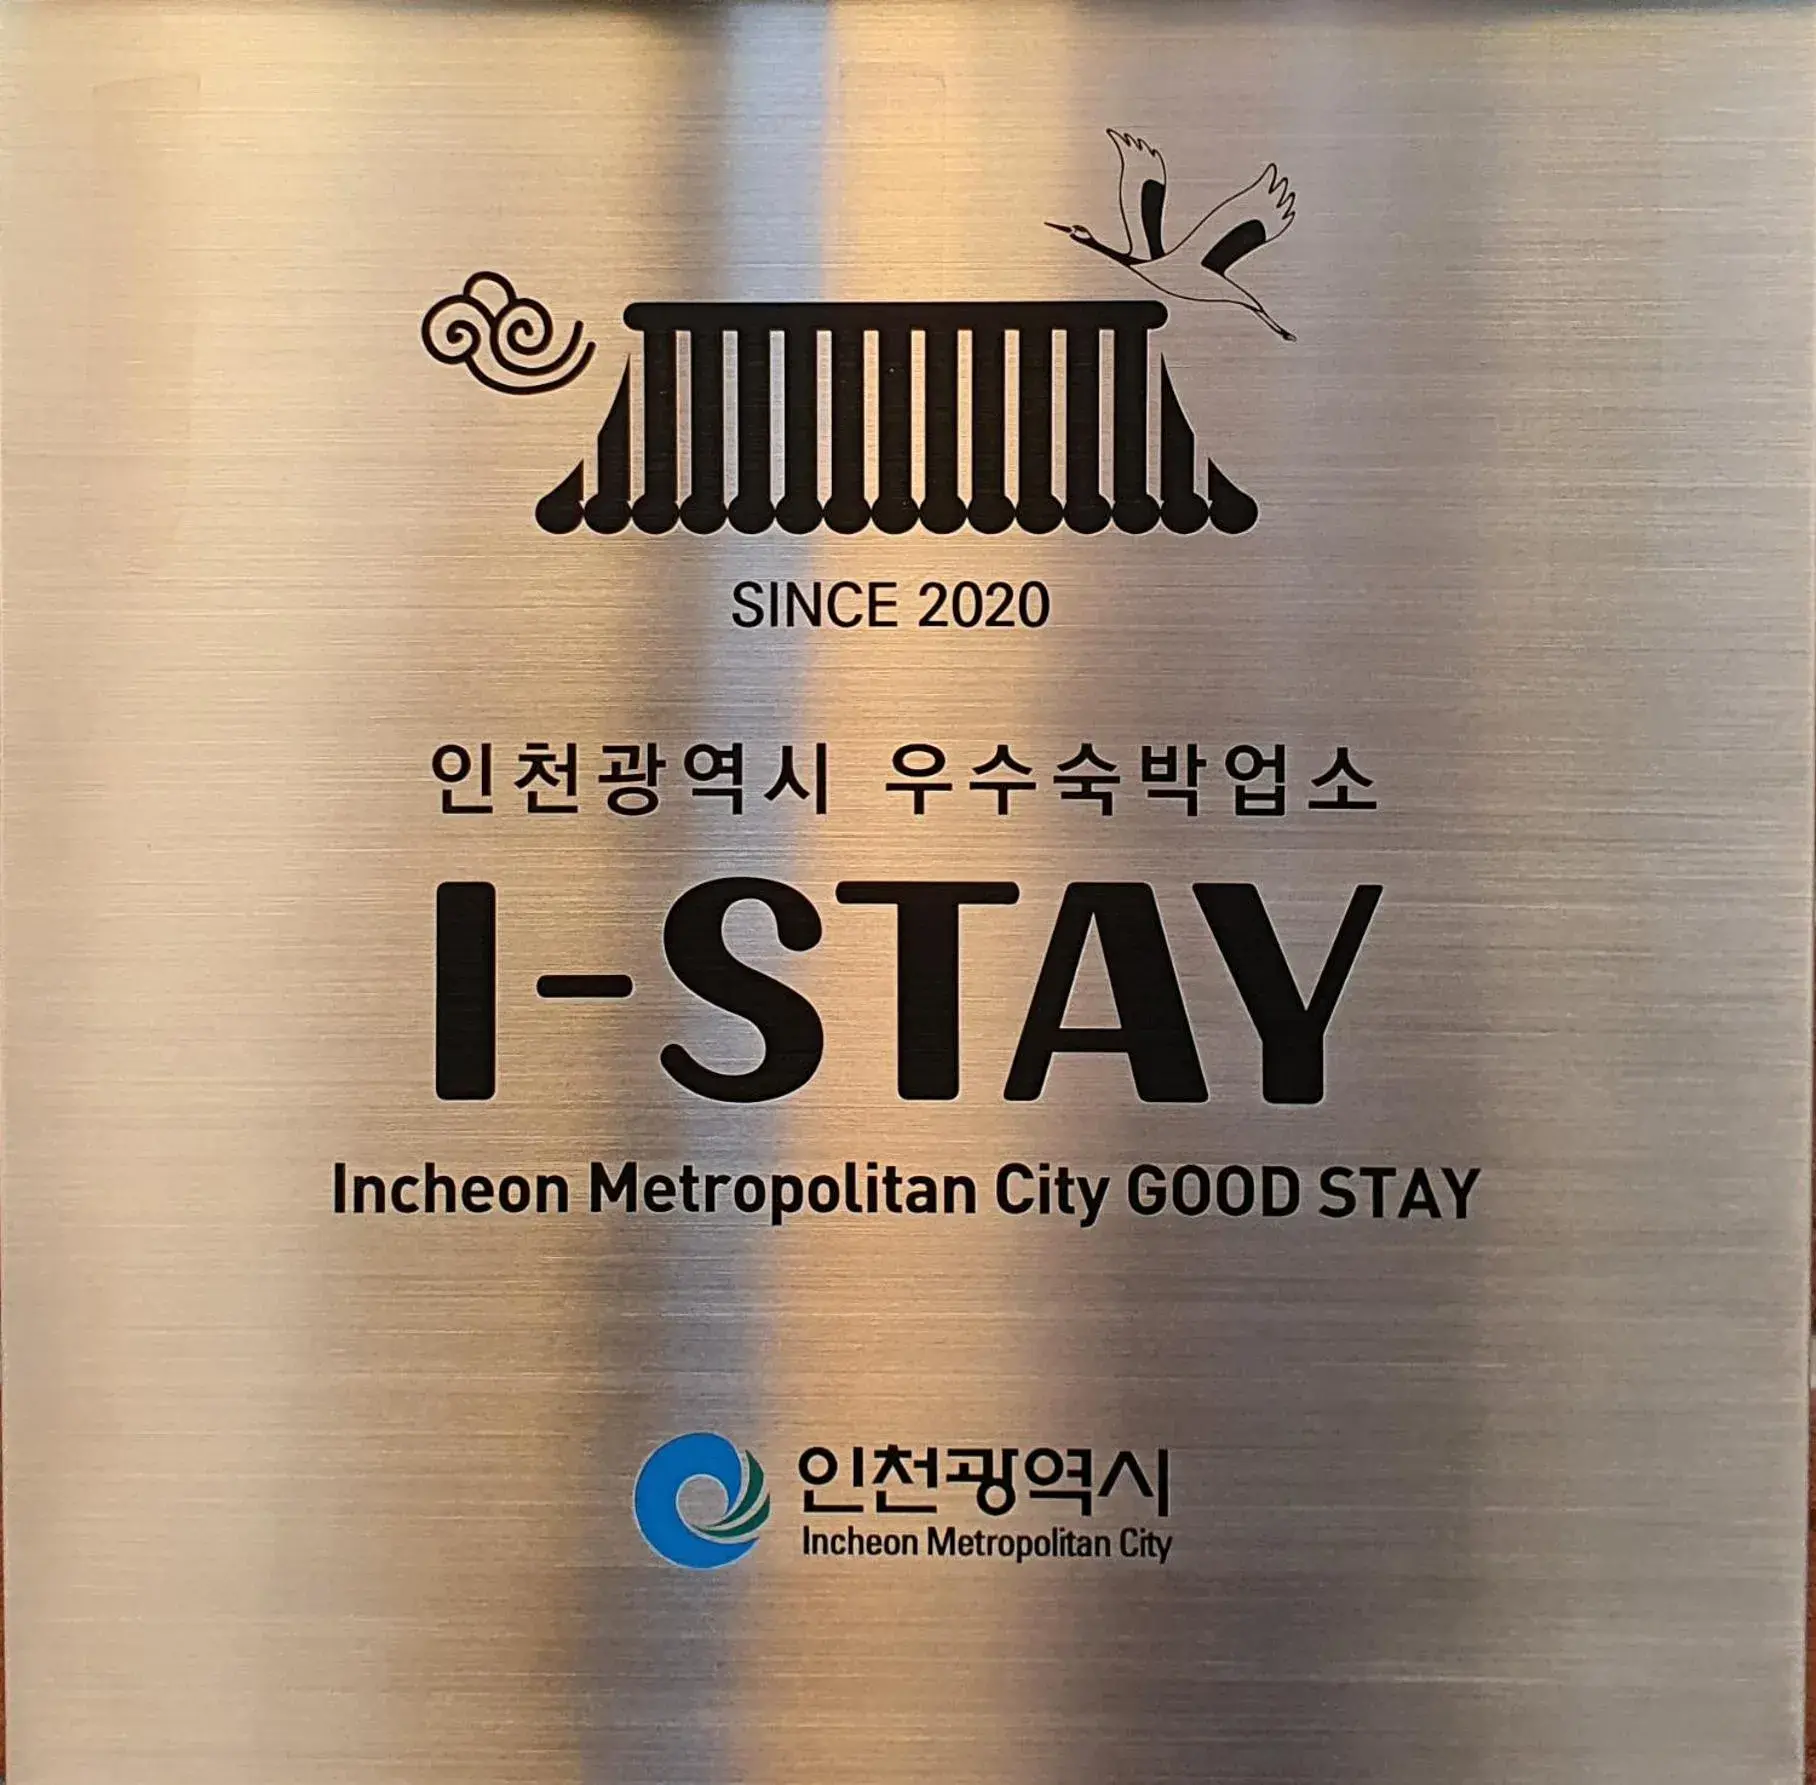 SINCE 2020
인천광역시 우수숙박업소
I-STAY
Incheon Metropolitan City GOOD STAY
인천광역시
Incheon Metropolitan City